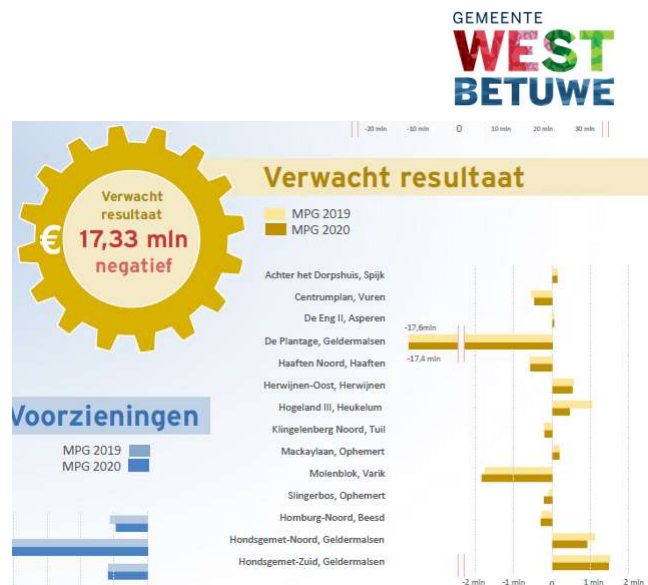 GEMEENTE
WEST
BETUWE
-20 mln -10 mln 0 10 mln 20 mln 30 mln
Verwacht resultaat
Verwacht
resultaat
€ 17,33 mln
negatief
MPG 2019
MPG 2020
Achter het Dorpshuis, Spijk
Centrumplan, Vuren
De Eng II, Asperen
-17,6mln
De Plantage, Geldermalsen
-17,4 mln
Haaften Noord, Haaften
Herwijnen-Oost, Herwijnen
Hogeland III, Heukelum
Klingelenberg Noord, Tuil
Mackaylaan, Ophemert
Molenblok, Varik
Slingerbos, Ophemert
Homburg-Noord, Beesd
Hondsgemet-Noord, Geldermalsen
Hondsgemet-Zuid, Geldermalsen
-2 mln -1 mln 0 1 mln 2 mln
Voorzieningen
MPG 2019
MPG 2020